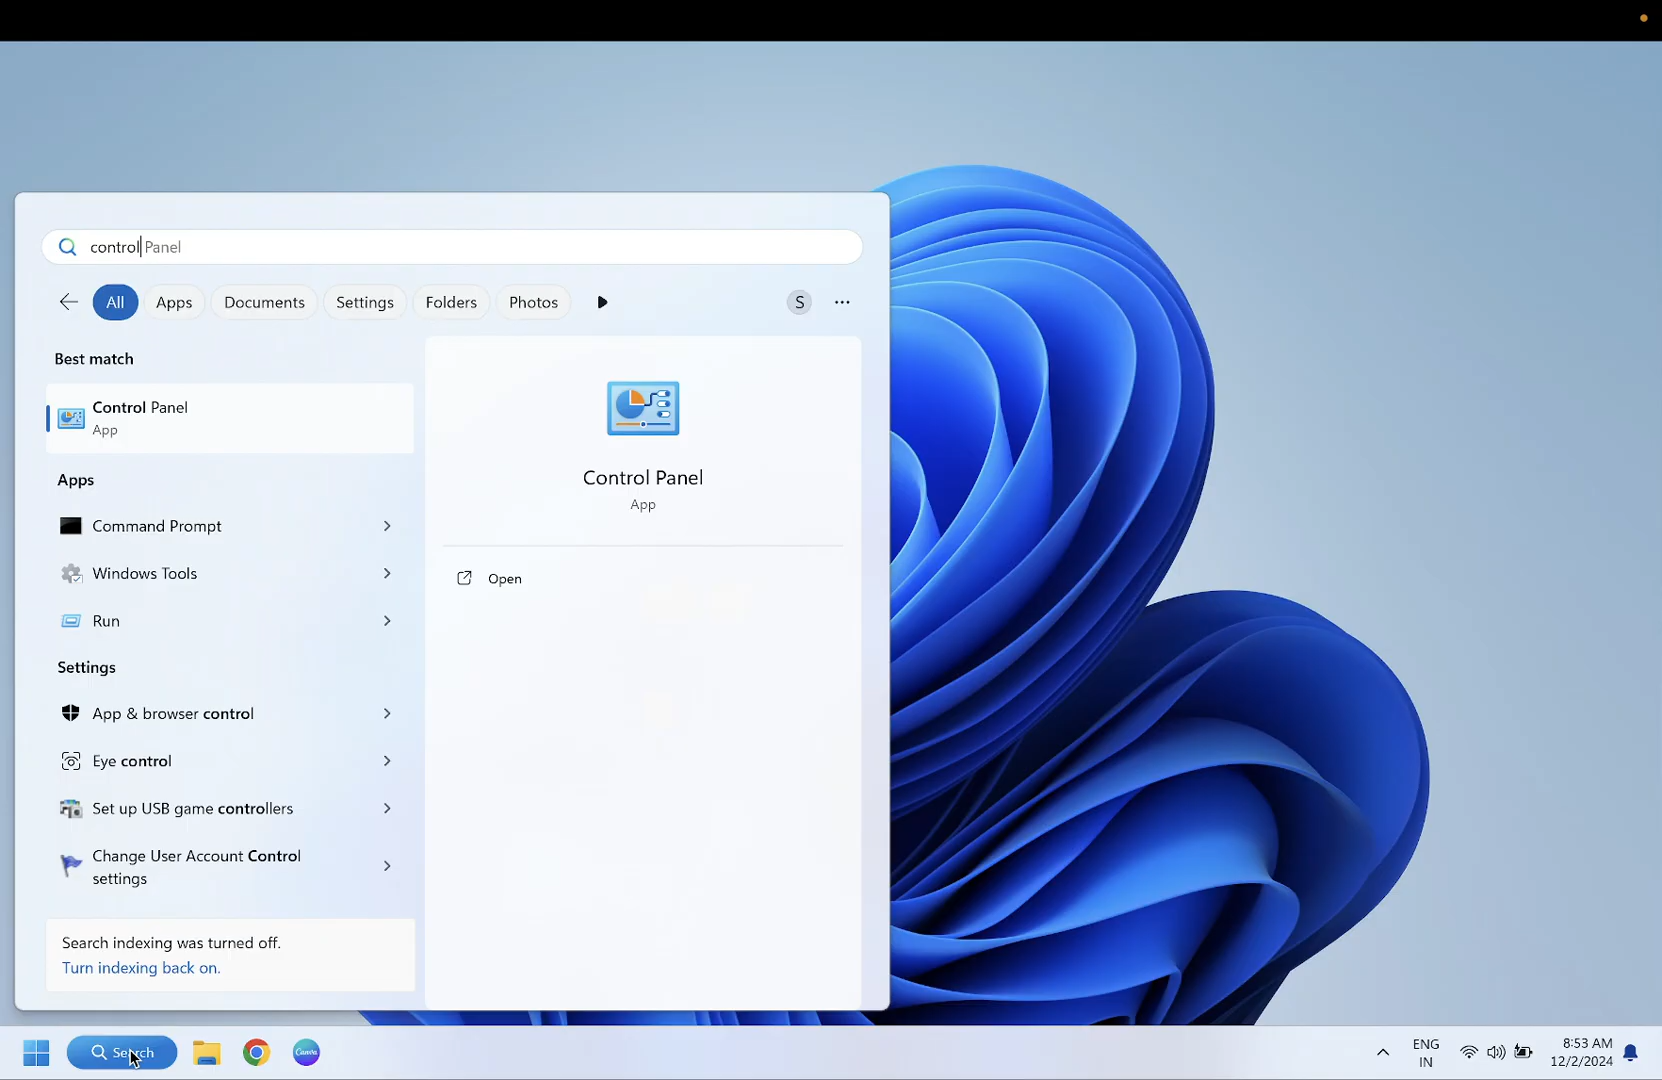 control Panel
All Apps Documents Settings Folders Photos S
Best match
Control Panel
App
Apps
Command Prompt
Windows Tools
Run
Settings
App & browser control
Eye control
Set up USB game controllers
Change User Account Control
settings
Search indexing was turned off.
Turn indexing back on.
Control Panel
App
Open
Search
Canva
ENG
IN
8:53 AM
12/2/2024